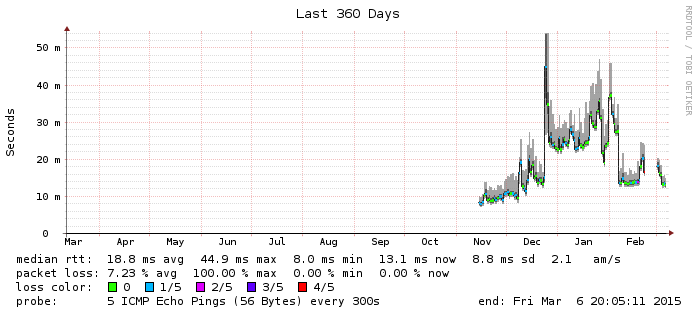 Last 360 Days
RRDTOOL / TOBI OETIKER
Seconds
50 m
40 m
30 m
20 m
10 m
0
Mar Apr May Jun Jul Aug Sep Oct Nov Dec Jan Feb
median rtt: 18.8 ms avg 44.9 ms max 8.0 ms min 13.1 ms now 8.8 ms sd 2.1 am/s
packet loss: 7.23 % avg 100.00 % max 0.00 % min 0.00 % now
loss color: 0 1/5 2/5 3/5 4/5
probe: 5 ICMP Echo Pings (56 Bytes) every 300s end: Fri Mar 6 20:05:11 2015